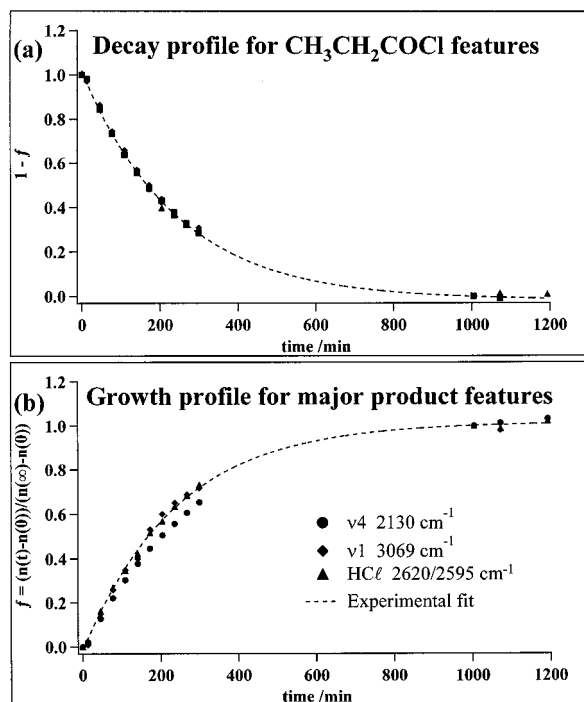 (a) Decay profile for CH₃CH₂COCl features
1.2
1.0
0.8
0.6
0.4
0.2
0.0
1 - f
0 200 400 600 800 1000 1200
time /min
(b) Growth profile for major product features
1.2
1.0
0.8
0.6
0.4
0.2
0.0
f = (n(t)-n(0))/(n(∞)-n(0))
ν4 2130 cm⁻¹
ν1 3069 cm⁻¹
HCℓ 2620/2595 cm⁻¹
Experimental fit
0 200 400 600 800 1000 1200
time /min